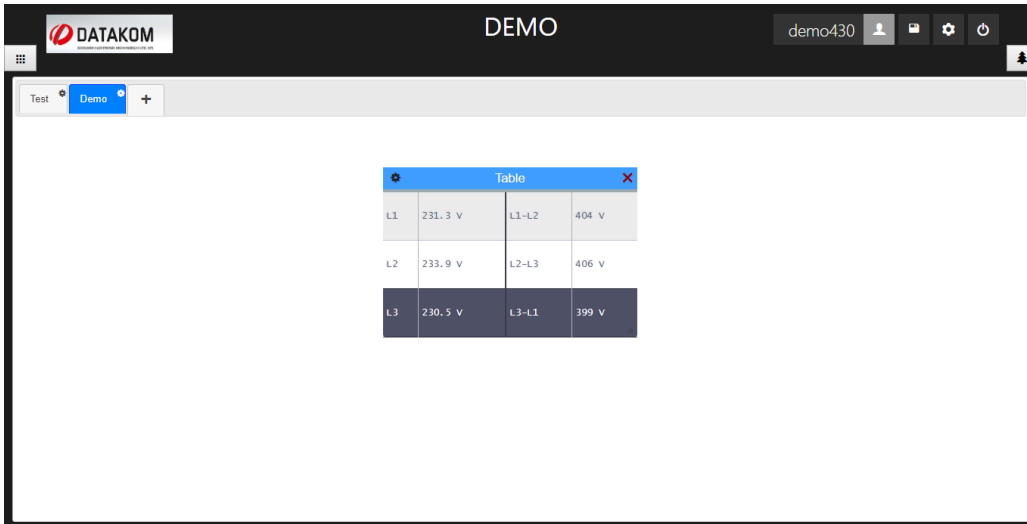 DATAKOM
DEMO
demo430
Test
Demo
+
Table
L1 231.3 V L1-L2 404 V
L2 233.9 V L2-L3 406 V
L3 230.5 V L3-L1 399 V